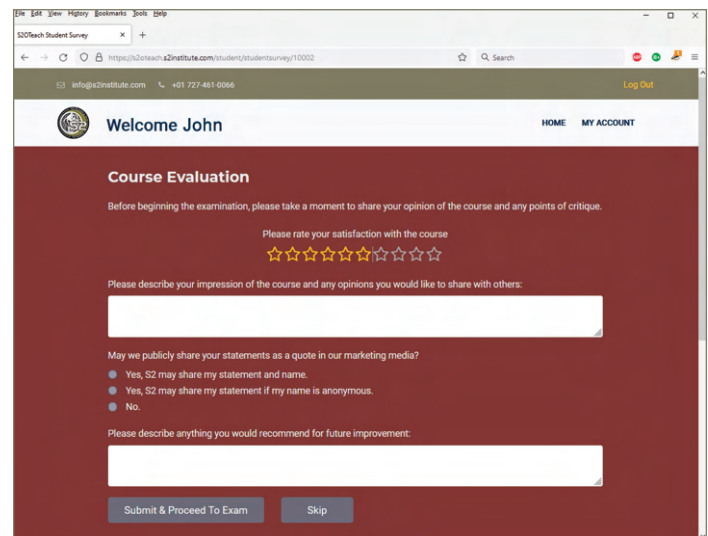 File Edit View History Bookmarks Tools Help
S2OTeach Student Survey
https://s2oteach.s2institute.com/student/studentsurvey/10002
Search
info@s2institute.com +01 727-461-0066 Log Out
S2 Welcome John HOME MY ACCOUNT
Course Evaluation
Before beginning the examination, please take a moment to share your opinion of the course and any points of critique.
Please rate your satisfaction with the course
Please describe your impression of the course and any opinions you would like to share with others:
May we publicly share your statements as a quote in our marketing media?
Yes, S2 may share my statement and name.
Yes, S2 may share my statement if my name is anonymous.
No.
Please describe anything you would recommend for future improvement:
Submit & Proceed To Exam Skip